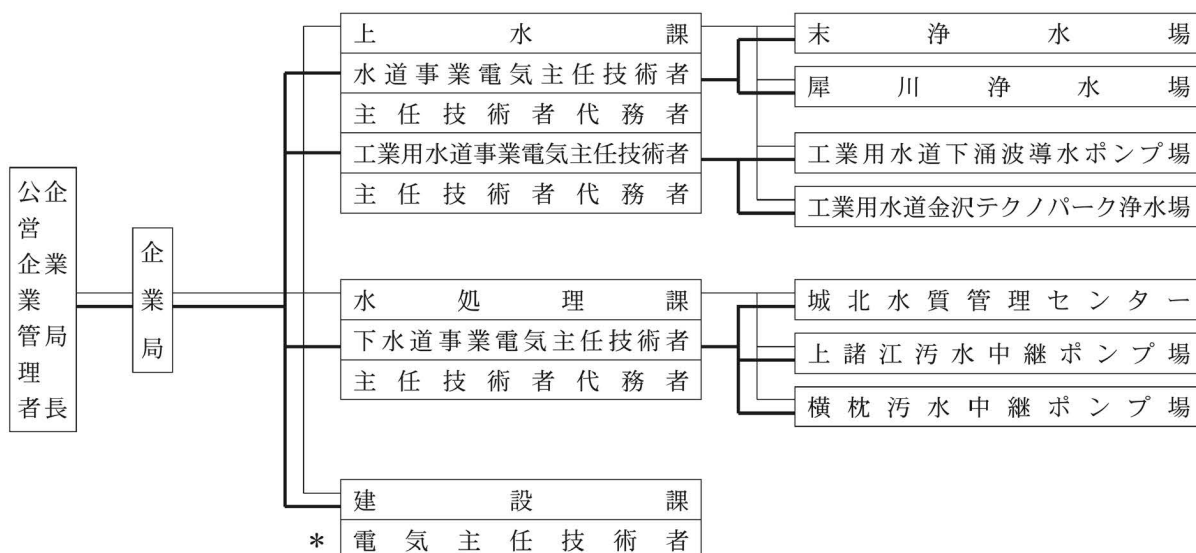 公営企業管理者
企業局長
企業局
上水課
水道事業電気主任技術者
主任技術者代務者
工業用水道事業電気主任技術者
主任技術者代務者
末浄水場
犀川浄水場
工業用水道下涌波導水ポンプ場
工業用水道金沢テクノパーク浄水場
水処理課
下水道事業電気主任技術者
主任技術者代務者
城北水質管理センター
上諸江汚水中継ポンプ場
横枕汚水中継ポンプ場
建設課
* 電気主任技術者